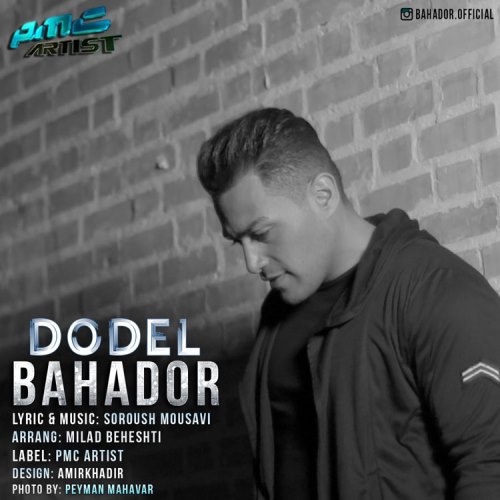 PMC
ARTIST
BAHADOR.OFFICIAL
DODEL
BAHADOR
LYRIC & MUSIC: SOROUSH MOUSAVI
ARRANG: MILAD BEHESHTI
LABEL: PMC ARTIST
DESIGN: AMIRKHADIR
PHOTO BY: PEYMAN MAHAVAR